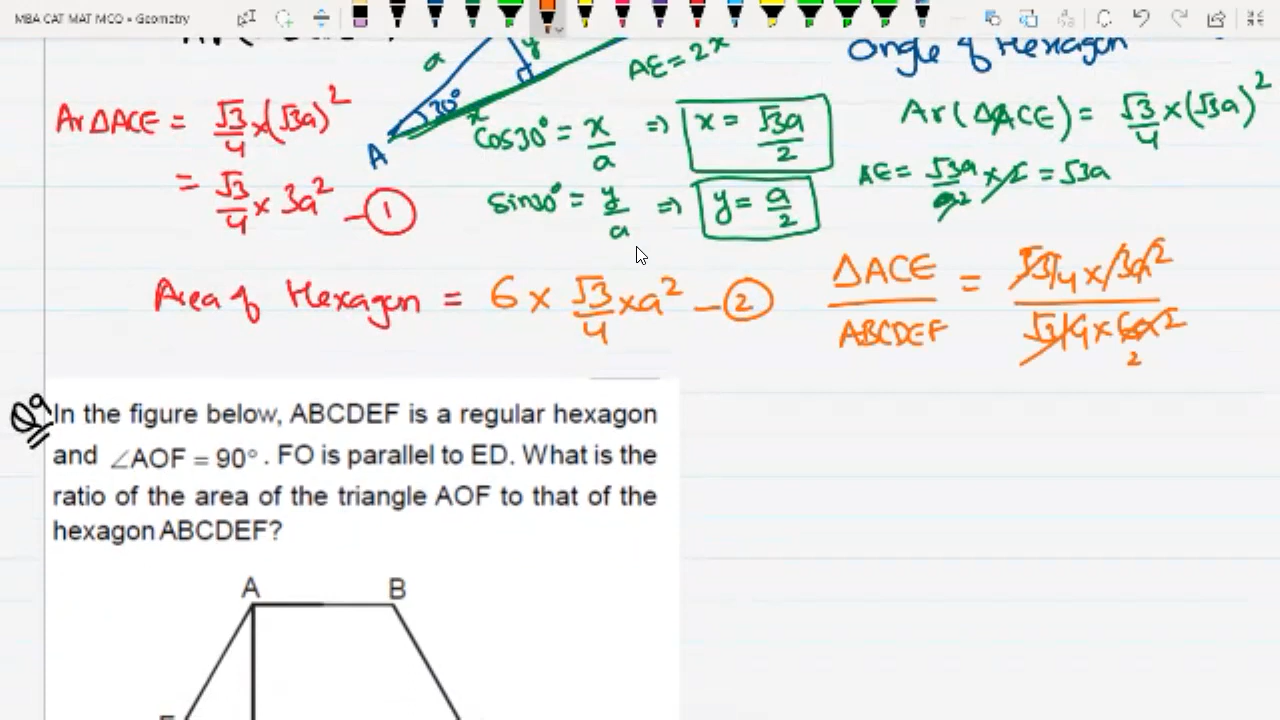 MBA CAT MAT MCO » Geometry
a
y
AE = 2x
Angle of Hexagon
30°
x
A
Ar ΔACE = √3/4 × (√3a)²
= √3/4 × 3a² - ①
Cos30° = x/a ⇒ x = √3a/2
Sin30° = y/a ⇒ y = a/2
Ar(ΔACE) = √3/4 × (√3a)²
AE = √3a/2 × 2 = √3a
Area of Hexagon = 6 × √3/4 × a² - ②
ΔACE/ABCDEF = √3/4 × 3a²/√3/4 × 6a²
2
Q9
In the figure below, ABCDEF is a regular hexagon
and ∠AOF = 90°. FO is parallel to ED. What is the
ratio of the area of the triangle AOF to that of the
hexagon ABCDEF?
A B